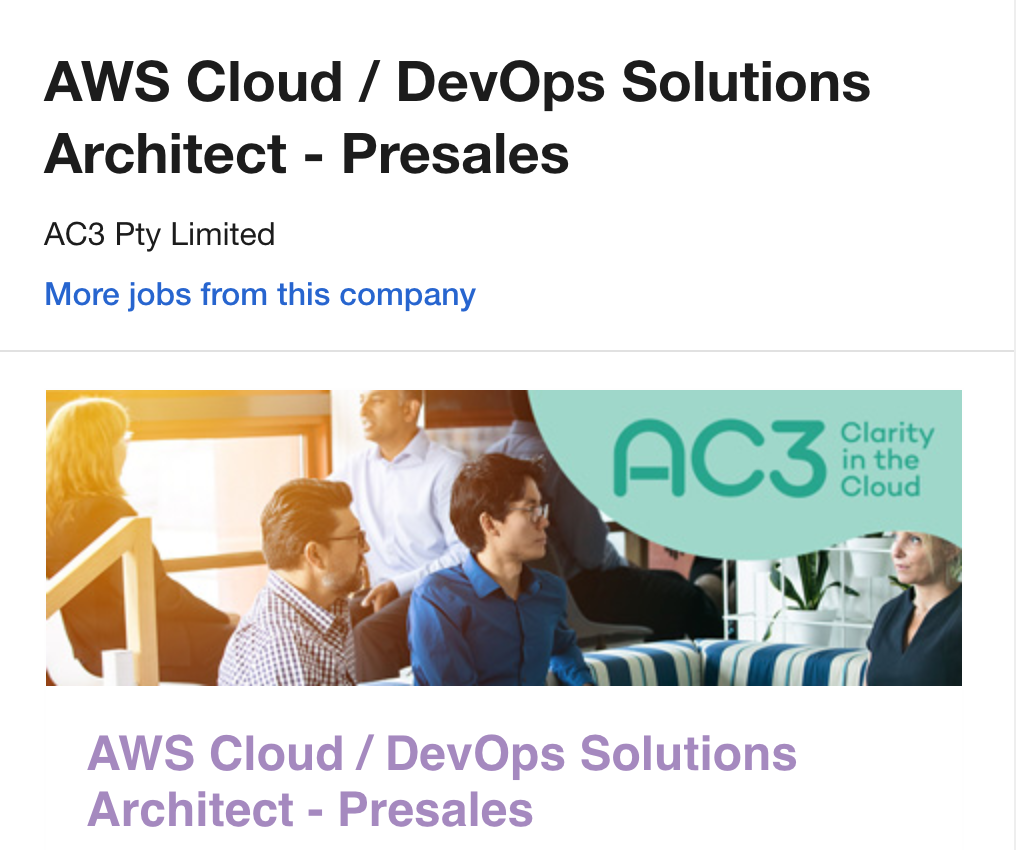 AWS Cloud / DevOps Solutions
Architect - Presales
AC3 Pty Limited
More jobs from this company
AC3
Clarity
in the
Cloud
AWS Cloud / DevOps Solutions
Architect - Presales